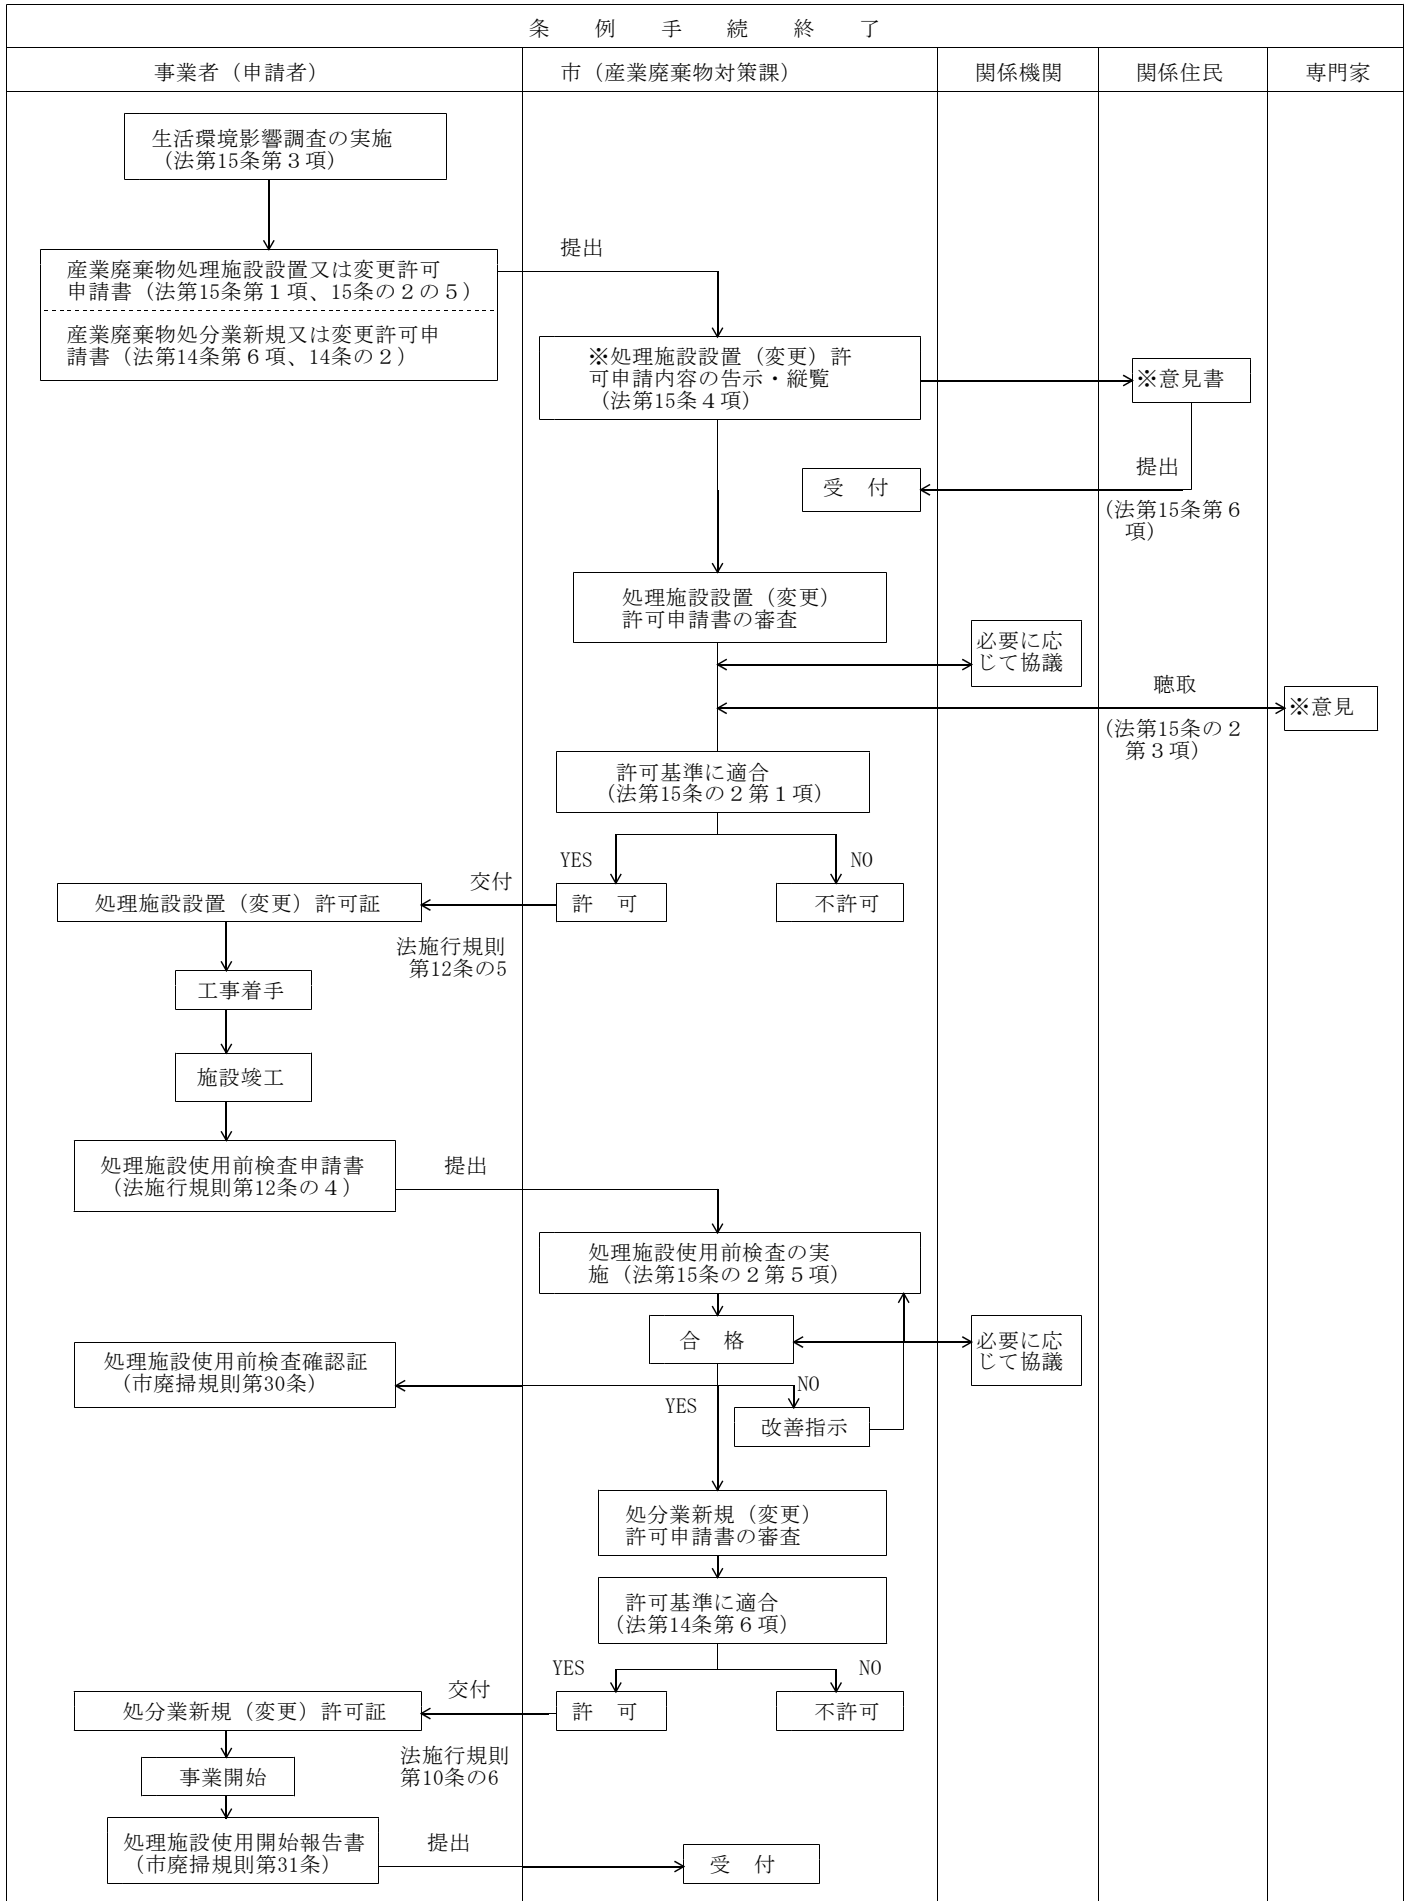 条例手続終了
事業者（申請者）
市（産業廃棄物対策課）
関係機関
関係住民
専門家
生活環境影響調査の実施
（法第15条第３項）
提出
産業廃棄物処理施設設置又は変更許可
申請書（法第15条第１項、15条の２の５）
産業廃棄物処分業新規又は変更許可申
請書（法第14条第６項、14条の２）
※処理施設設置（変更）許
可申請内容の告示・縦覧
（法第15条４項）
※意見書
提出
受　付
（法第15条第６
項）
処理施設設置（変更）
許可申請書の審査
必要に応
じて協議
聴取
※意見
（法第15条の２
第３項）
許可基準に適合
（法第15条の２第１項）
YES
NO
交付
処理施設設置（変更）許可証
許　可
不許可
法施行規則
第12条の5
工事着手
施設竣工
処理施設使用前検査申請書
（法施行規則第12条の４）
提出
処理施設使用前検査の実
施（法第15条の２第５項）
合　格
必要に応
じて協議
処理施設使用前検査確認証
（市廃掃規則第30条）
NO
YES
改善指示
処分業新規（変更）
許可申請書の審査
許可基準に適合
（法第14条第６項）
YES
NO
交付
処分業新規（変更）許可証
許　可
不許可
法施行規則
第10条の6
事業開始
処理施設使用開始報告書
（市廃掃規則第31条）
提出
受　付